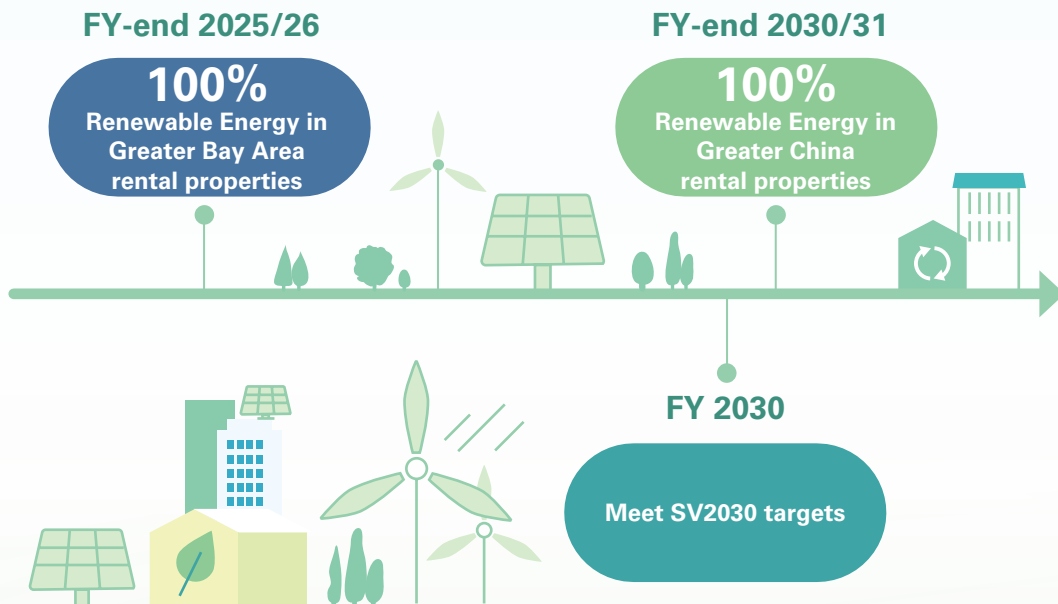 FY-end 2025/26
100%
Renewable Energy in
Greater Bay Area
rental properties
FY-end 2030/31
100%
Renewable Energy in
Greater China
rental properties
FY 2030
Meet SV2030 targets